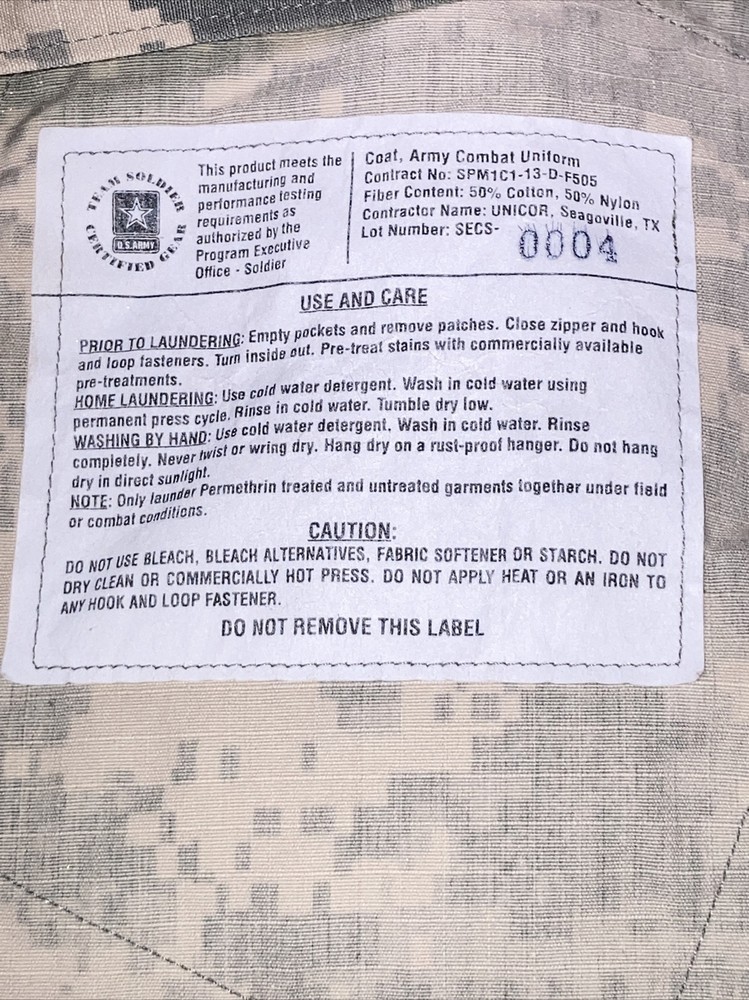 TEAM SOLDIER
CERTIFIED GEAR
U.S. ARMY
This product meets the
manufacturing and
performance testing
requirements as
authorized by the
Program Executive
Office - Soldier
Coat, Army Combat Uniform
Contract No: SPM1C1-13-D-F505
Fiber Content: 50% Cotton, 50% Nylon
Contractor Name: UNICOR, Seagoville, TX
Lot Number: SECS- 0004
USE AND CARE
PRIOR TO LAUNDERING: Empty pockets and remove patches. Close zipper and hook
and loop fasteners. Turn inside out. Pre-treat stains with commercially available
pre-treatments.
HOME LAUNDERING: Use cold water detergent. Wash in cold water using
permanent press cycle. Rinse in cold water. Tumble dry low.
WASHING BY HAND: Use cold water detergent. Wash in cold water. Rinse
completely. Never twist or wring dry. Hang dry on a rust-proof hanger. Do not hang
dry in direct sunlight.
NOTE: Only launder Permethrin treated and untreated garments together under field
or combat conditions.
CAUTION:
DO NOT USE BLEACH, BLEACH ALTERNATIVES, FABRIC SOFTENER OR STARCH. DO NOT
DRY CLEAN OR COMMERCIALLY HOT PRESS. DO NOT APPLY HEAT OR AN IRON TO
ANY HOOK AND LOOP FASTENER.
DO NOT REMOVE THIS LABEL